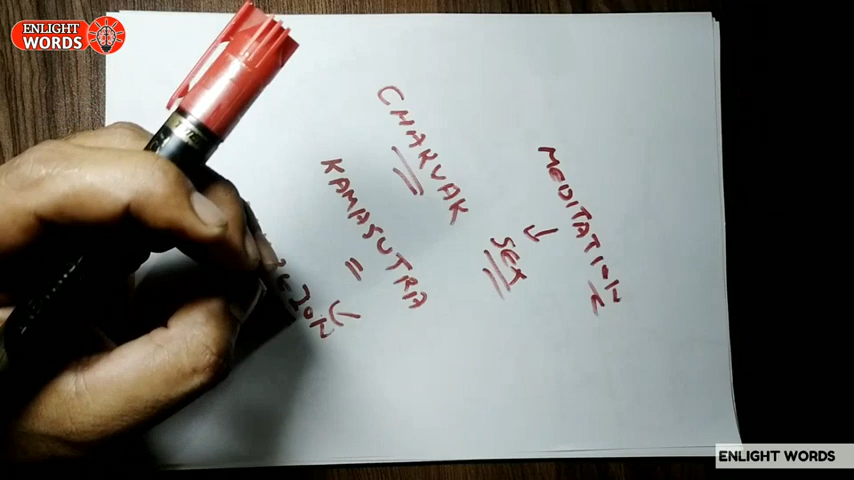 ENLIGHT
WORDS
MEDITATION
SEX
CHARVAK
KAMASUTRA
ENLIGHT WORDS